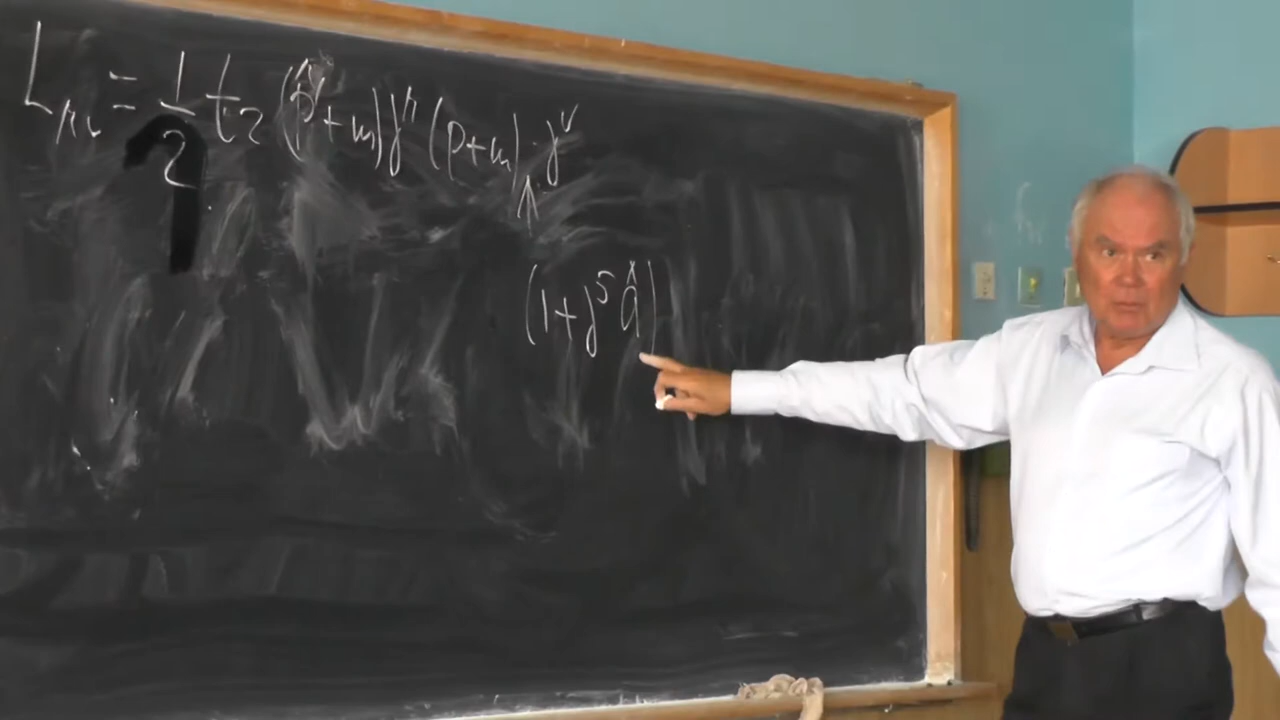 L_μν = 1/2 tr (p̂' + m) γ^μ (p + m) · γ^ν
↑
(1 + γ^5 â)